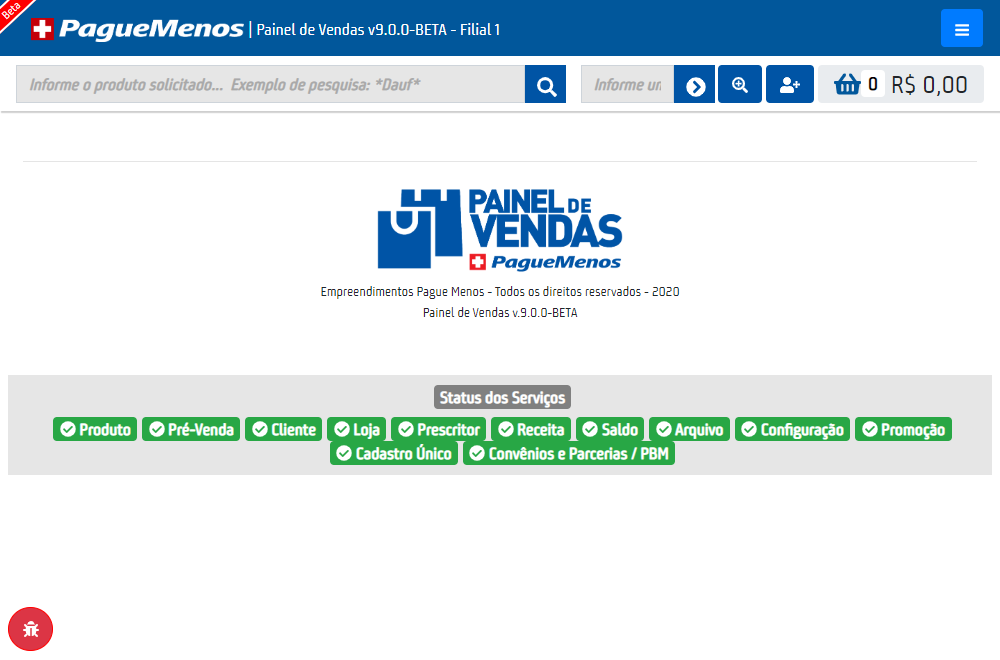 Beta
PagueMenos | Painel de Vendas v9.0.0-BETA - Filial 1
Informe o produto solicitado... Exemplo de pesquisa: *Dauf*
Informe un
0 R$ 0,00
PAINEL DE
VENDAS
PagueMenos
Empreendimentos Pague Menos - Todos os direitos reservados - 2020
Painel de Vendas v.9.0.0-BETA
Status dos Serviços
Produto Pré-Venda Cliente Loja Prescritor Receita Saldo Arquivo Configuração Promoção
Cadastro Único Convênios e Parcerias / PBM